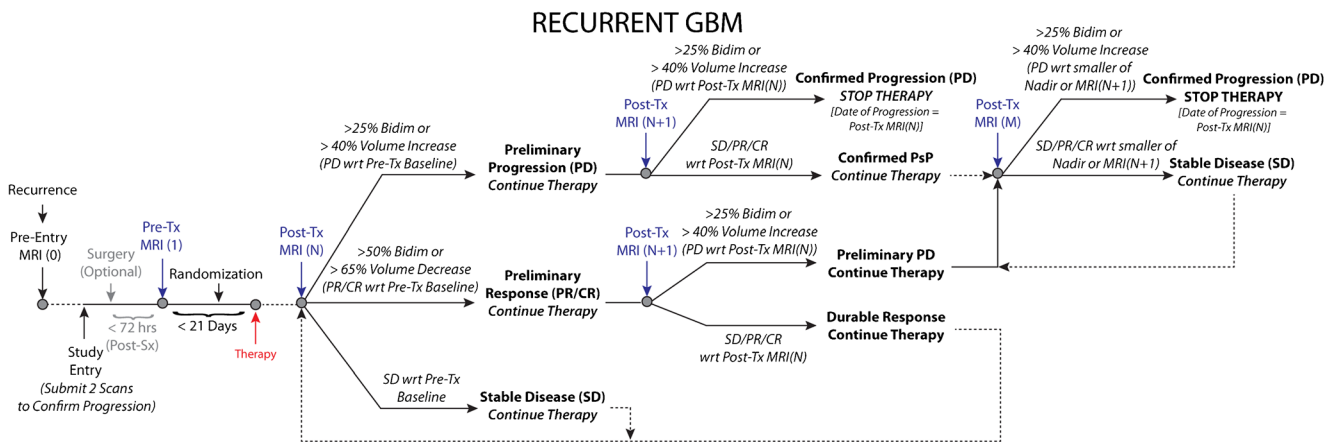 RECURRENT GBM
Recurrence
Pre-Entry
MRI (0)
Surgery
(Optional)
< 72 hrs
(Post-Sx)
Study
Entry
(Submit 2 Scans
to Confirm Progression)
Pre-Tx
MRI (1)
Randomization
< 21 Days
Therapy
Post-Tx
MRI (N)
>25% Bidim or
> 40% Volume Increase
(PD wrt Pre-Tx Baseline)
Preliminary
Progression (PD)
Continue Therapy
>50% Bidim or
> 65% Volume Decrease
(PR/CR wrt Pre-Tx Baseline)
Preliminary
Response (PR/CR)
Continue Therapy
SD wrt Pre-Tx
Baseline
Stable Disease (SD)
Continue Therapy
Post-Tx
MRI (N+1)
>25% Bidim or
> 40% Volume Increase
(PD wrt Post-Tx MRI(N))
Confirmed Progression (PD)
STOP THERAPY
[Date of Progression =
Post-Tx MRI(N)]
SD/PR/CR
wrt Post-Tx MRI(N)
Confirmed PsP
Continue Therapy
Post-Tx
MRI (N+1)
>25% Bidim or
> 40% Volume Increase
(PD wrt Post-Tx MRI(N))
Preliminary PD
Continue Therapy
SD/PR/CR
wrt Post-Tx MRI(N)
Durable Response
Continue Therapy
Post-Tx
MRI (M)
>25% Bidim or
> 40% Volume Increase
(PD wrt smaller of
Nadir or MRI(N+1))
Confirmed Progression (PD)
STOP THERAPY
[Date of Progression =
Post-Tx MRI(N)]
SD/PR/CR wrt smaller of
Nadir or MRI(N+1)
Stable Disease (SD)
Continue Therapy